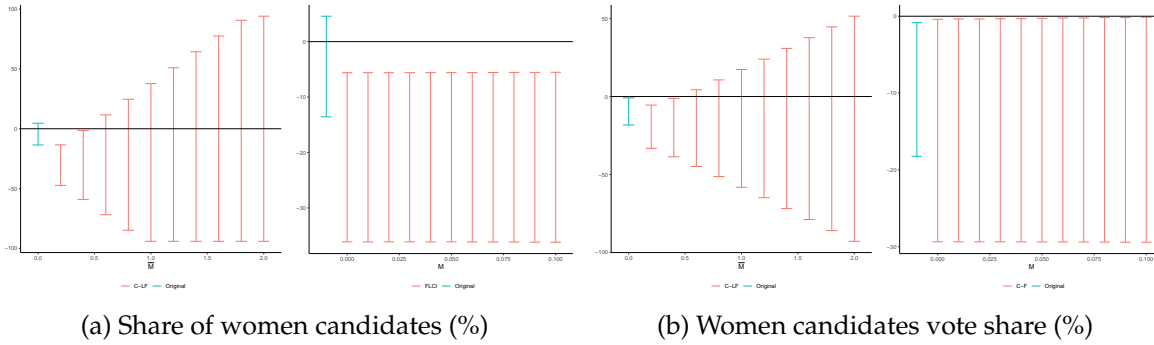 100
50
0
−50
−100
0.0 0.5 1.0 1.5 2.0
M
C−LF Original
0
−10
−20
−30
0.000 0.025 0.050 0.075 0.100
M
FLCI Original
50
0
−50
−100
0.0 0.5 1.0 1.5 2.0
M
C−LF Original
0
−10
−20
−30
0.000 0.025 0.050 0.075 0.100
M
C−F Original
(a) Share of women candidates (%)
(b) Women candidates vote share (%)